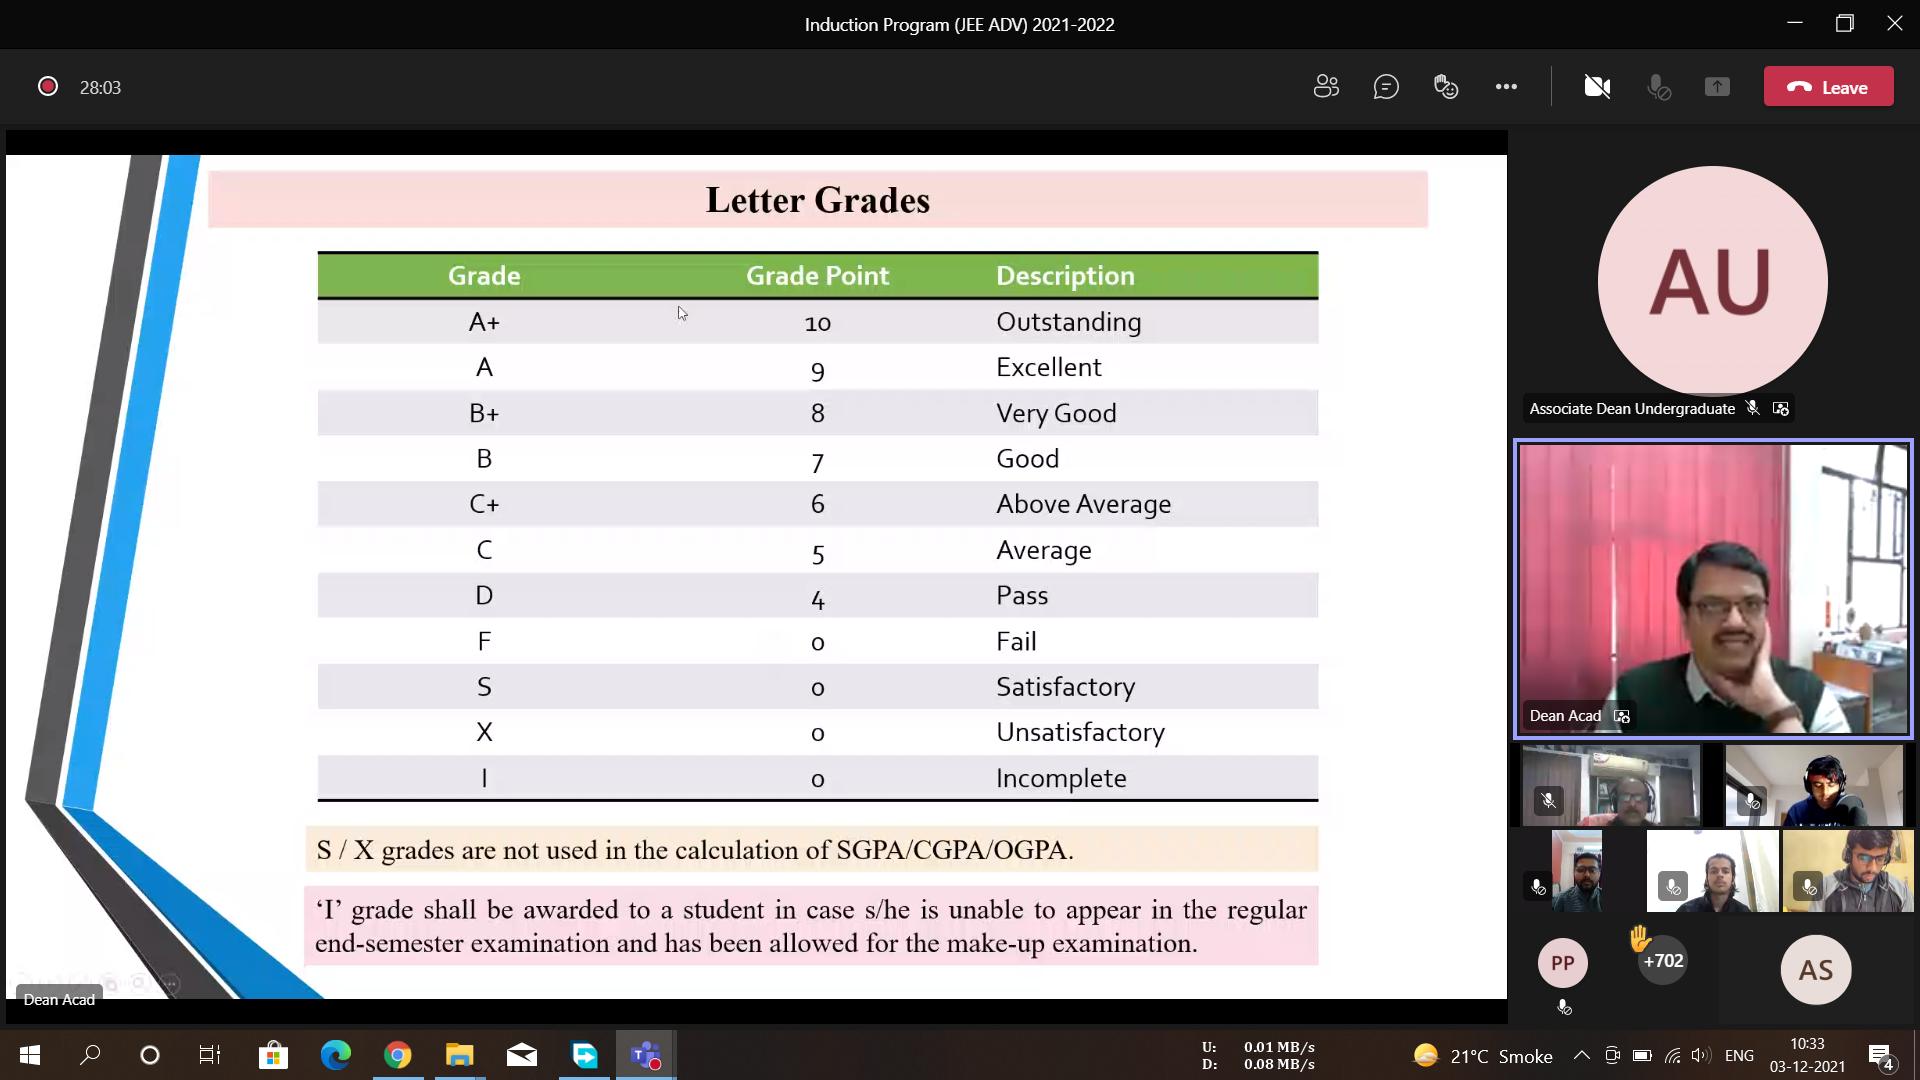 Induction Program (JEE ADV) 2021-2022
28:03
Leave
Letter Grades
Grade Grade Point Description
A+ 10 Outstanding
A 9 Excellent
B+ 8 Very Good
B 7 Good
C+ 6 Above Average
C 5 Average
D 4 Pass
F 0 Fail
S 0 Satisfactory
X 0 Unsatisfactory
I 0 Incomplete
S / X grades are not used in the calculation of SGPA/CGPA/OGPA.
‘I’ grade shall be awarded to a student in case s/he is unable to appear in the regular
end-semester examination and has been allowed for the make-up examination.
Dean Acad
AU
Associate Dean Undergraduate
Dean Acad
PP
+702
AS
U: 0.01 MB/s
D: 0.08 MB/s
21°C Smoke
ENG
10:33
03-12-2021
4